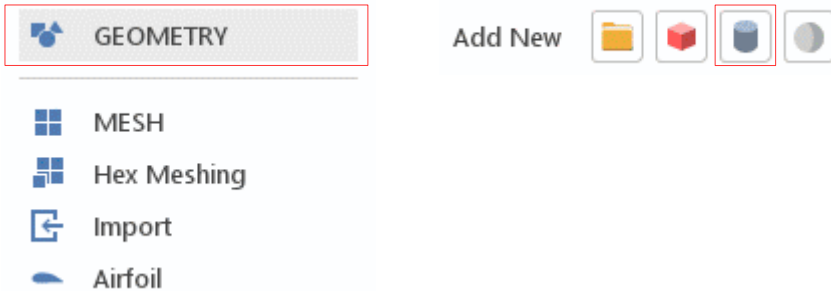 GEOMETRY
Add New
MESH
Hex Meshing
Import
Airfoil